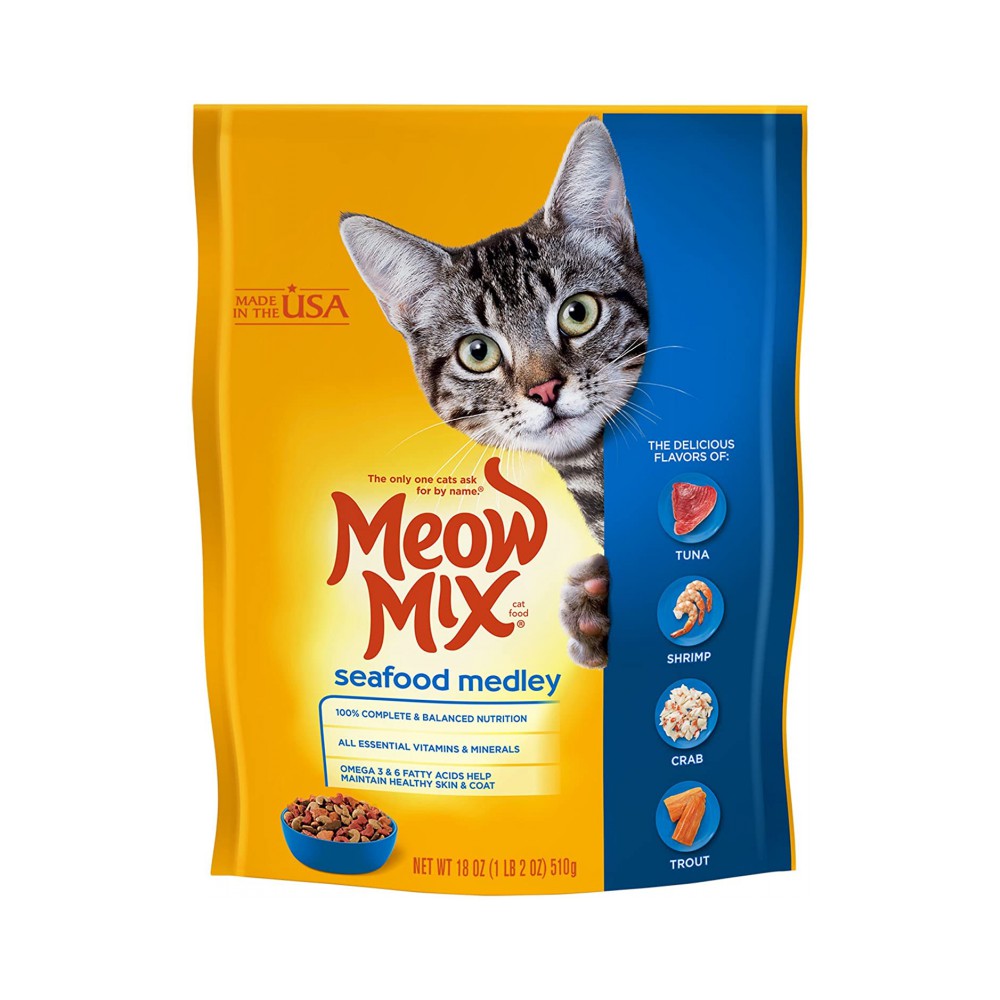 MADE
IN THE USA
The only one cats ask
for by name.®
Meow
Mix
cat
food
®
seafood medley
100% COMPLETE & BALANCED NUTRITION
ALL ESSENTIAL VITAMINS & MINERALS
OMEGA 3 & 6 FATTY ACIDS HELP
MAINTAIN HEALTHY SKIN & COAT
NET WT 18 OZ (1 LB 2 OZ) 510g
THE DELICIOUS
FLAVORS OF:
TUNA
SHRIMP
CRAB
TROUT